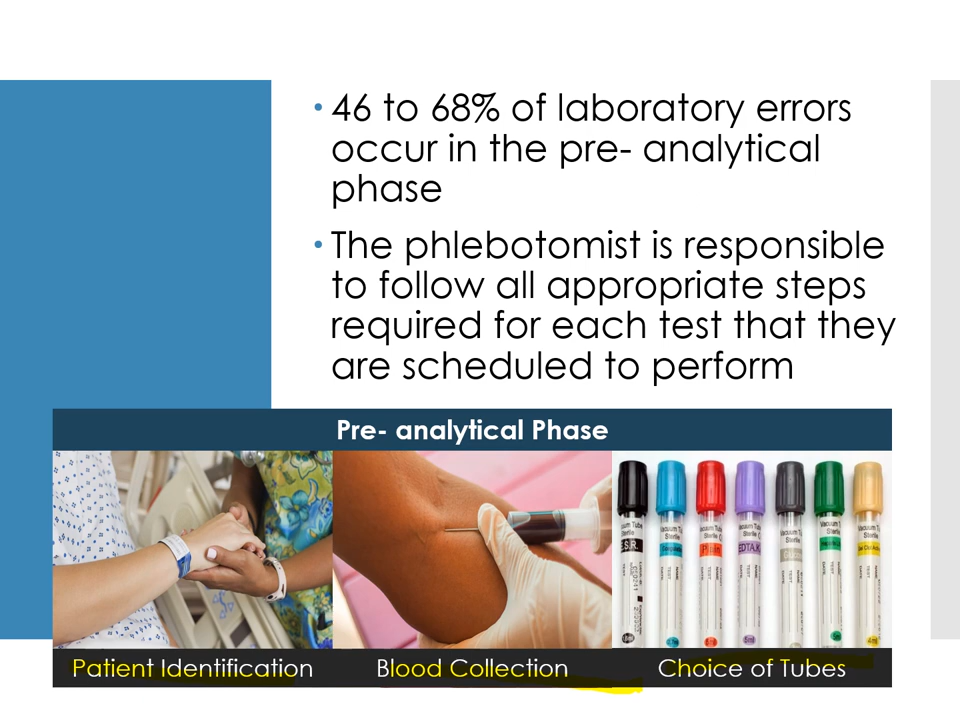 46 to 68% of laboratory errors
occur in the pre- analytical
phase
The phlebotomist is responsible
to follow all appropriate steps
required for each test that they
are scheduled to perform
Pre- analytical Phase
E.S.R.
Plain
EDTA.K
Patient Identification
Blood Collection
Choice of Tubes